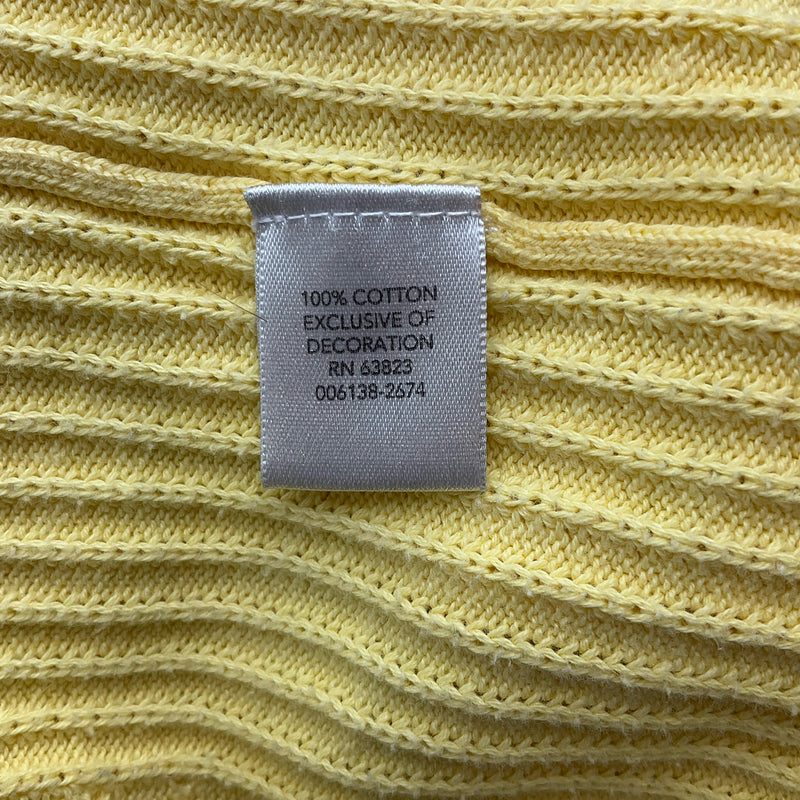 100% COTTON
EXCLUSIVE OF
DECORATION
RN 63823
006138-2674